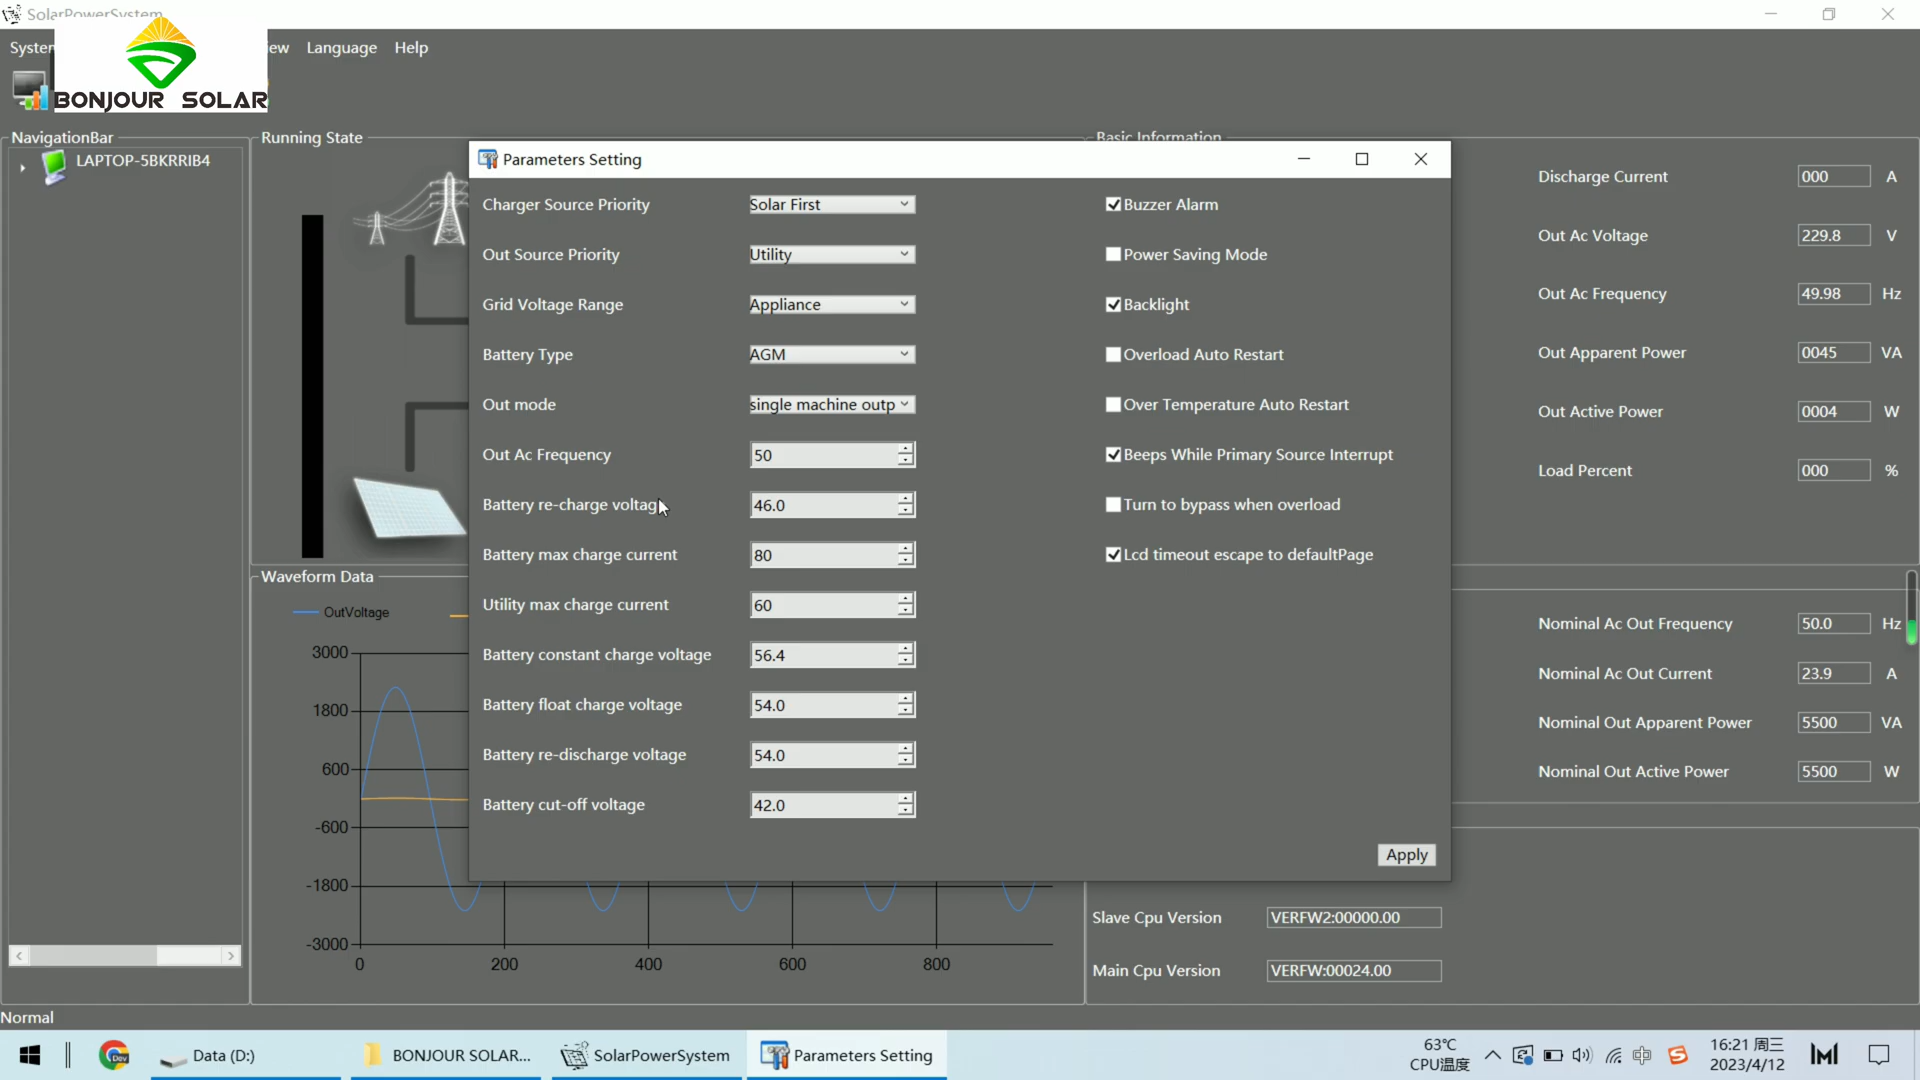 SolarPowerSystem
System
ew
Language
Help
BONJOUR SOLAR
NavigationBar
LAPTOP-5BKRRIB4
Running State
Basic Information
Parameters Setting
Charger Source Priority
Solar First
Buzzer Alarm
Out Source Priority
Utility
Power Saving Mode
Grid Voltage Range
Appliance
Backlight
Battery Type
AGM
Overload Auto Restart
Out mode
single machine outp
Over Temperature Auto Restart
Out Ac Frequency
50
Beeps While Primary Source Interrupt
Battery re-charge voltag
46.0
Turn to bypass when overload
Battery max charge current
80
Lcd timeout escape to defaultPage
Utility max charge current
60
Battery constant charge voltage
56.4
Battery float charge voltage
54.0
Battery re-discharge voltage
54.0
Battery cut-off voltage
42.0
Apply
Discharge Current
000
A
Out Ac Voltage
229.8
V
Out Ac Frequency
49.98
Hz
Out Apparent Power
0045
VA
Out Active Power
0004
W
Load Percent
000
%
Waveform Data
OutVoltage
3000
1800
600
-600
-1800
-3000
0
200
400
600
800
Nominal Ac Out Frequency
50.0
Hz
Nominal Ac Out Current
23.9
A
Nominal Out Apparent Power
5500
VA
Nominal Out Active Power
5500
W
Slave Cpu Version
VERFW2:00000.00
Main Cpu Version
VERFW:00024.00
Normal
Dev
Data (D:)
BONJOUR SOLAR...
SolarPowerSystem
Parameters Setting
63℃
CPU温度
中
S
16:21 周三
2023/4/12